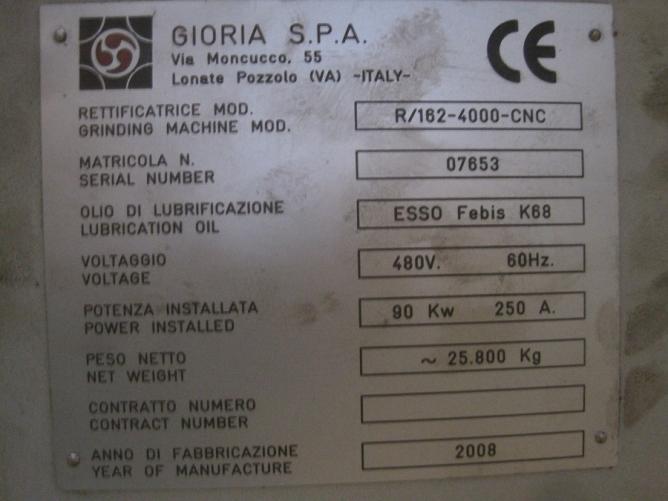 GIORIA S.P.A.
Via Moncucco, 55
Lonate Pozzolo (VA) -ITALY-
CE
RETTIFICATRICE MOD.
GRINDING MACHINE MOD.
R/162-4000-CNC
MATRICOLA N.
SERIAL NUMBER
07653
OLIO DI LUBRIFICAZIONE
LUBRICATION OIL
ESSO Febis K68
VOLTAGGIO
VOLTAGE
480V. 60Hz.
POTENZA INSTALLATA
POWER INSTALLED
90 Kw 250 A.
PESO NETTO
NET WEIGHT
~ 25.800 Kg
CONTRATTO NUMERO
CONTRACT NUMBER
ANNO DI FABBRICAZIONE
YEAR OF MANUFACTURE
2008